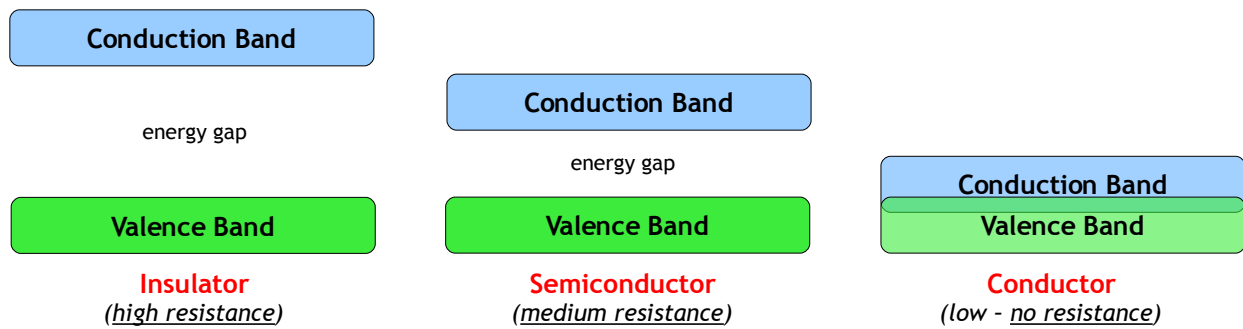 Conduction Band
energy gap
Valence Band
Insulator
(high resistance)
Conduction Band
energy gap
Valence Band
Semiconductor
(medium resistance)
Conduction Band
Valence Band
Conductor
(low - no resistance)